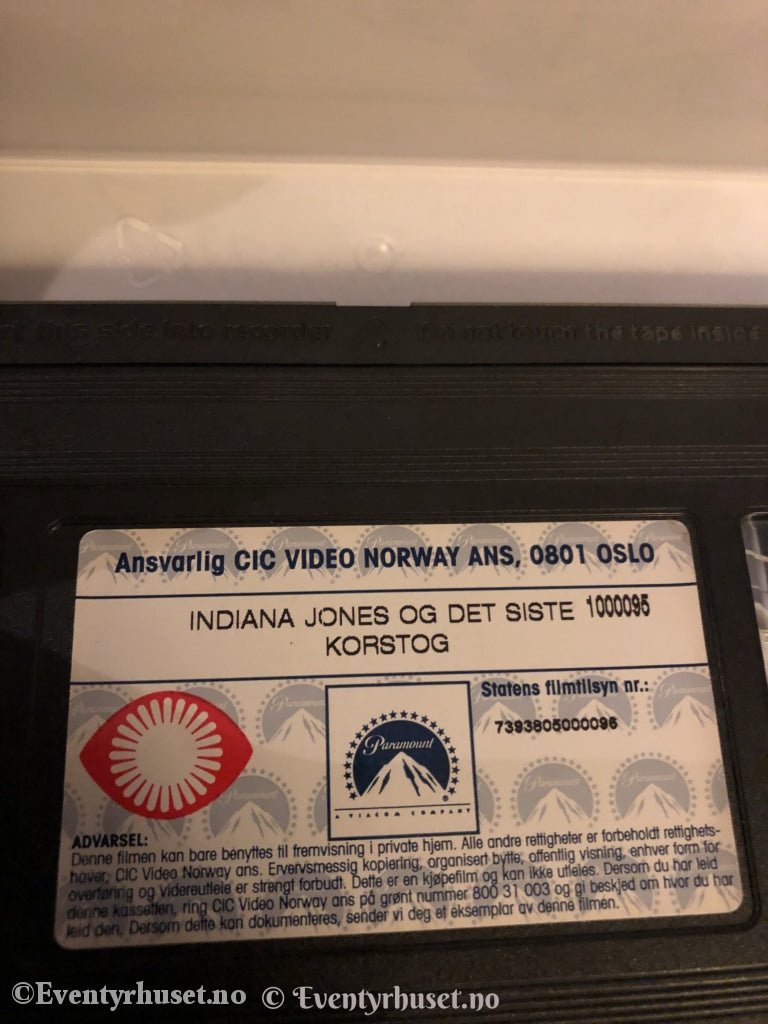 this side into recorder Do not touch the tape inside
Ansvarlig CIC VIDEO NORWAY ANS, 0801 OSLO
INDIANA JONES OG DET SISTE 1000095
KORSTOG
Statens filmtilsyn nr.:
7393805000096
Paramount
A VIACOM COMPANY
ADVARSEL:
Denne filmen kan bare benyttes til fremvisning i private hjem. Alle andre rettigheter er forbeholdt rettighets-
haver, CIC Video Norway ans. Ervervsmessig kopiering, organisert bytte, offentlig visning, enhver form for
overføring og videreutleie er strengt forbudt. Dette er en kjøpefilm og kan ikke utleies. Dersom du har leid
denne kassetten, ring CIC Video Norway ans på grønt nummer 800 31 003 og gi beskjed om hvor du har
leid den. Dersom dette kan dokumenteres, sender vi deg et eksemplar av denne filmen.
©Eventyrhuset.no © Eventyrhuset.no